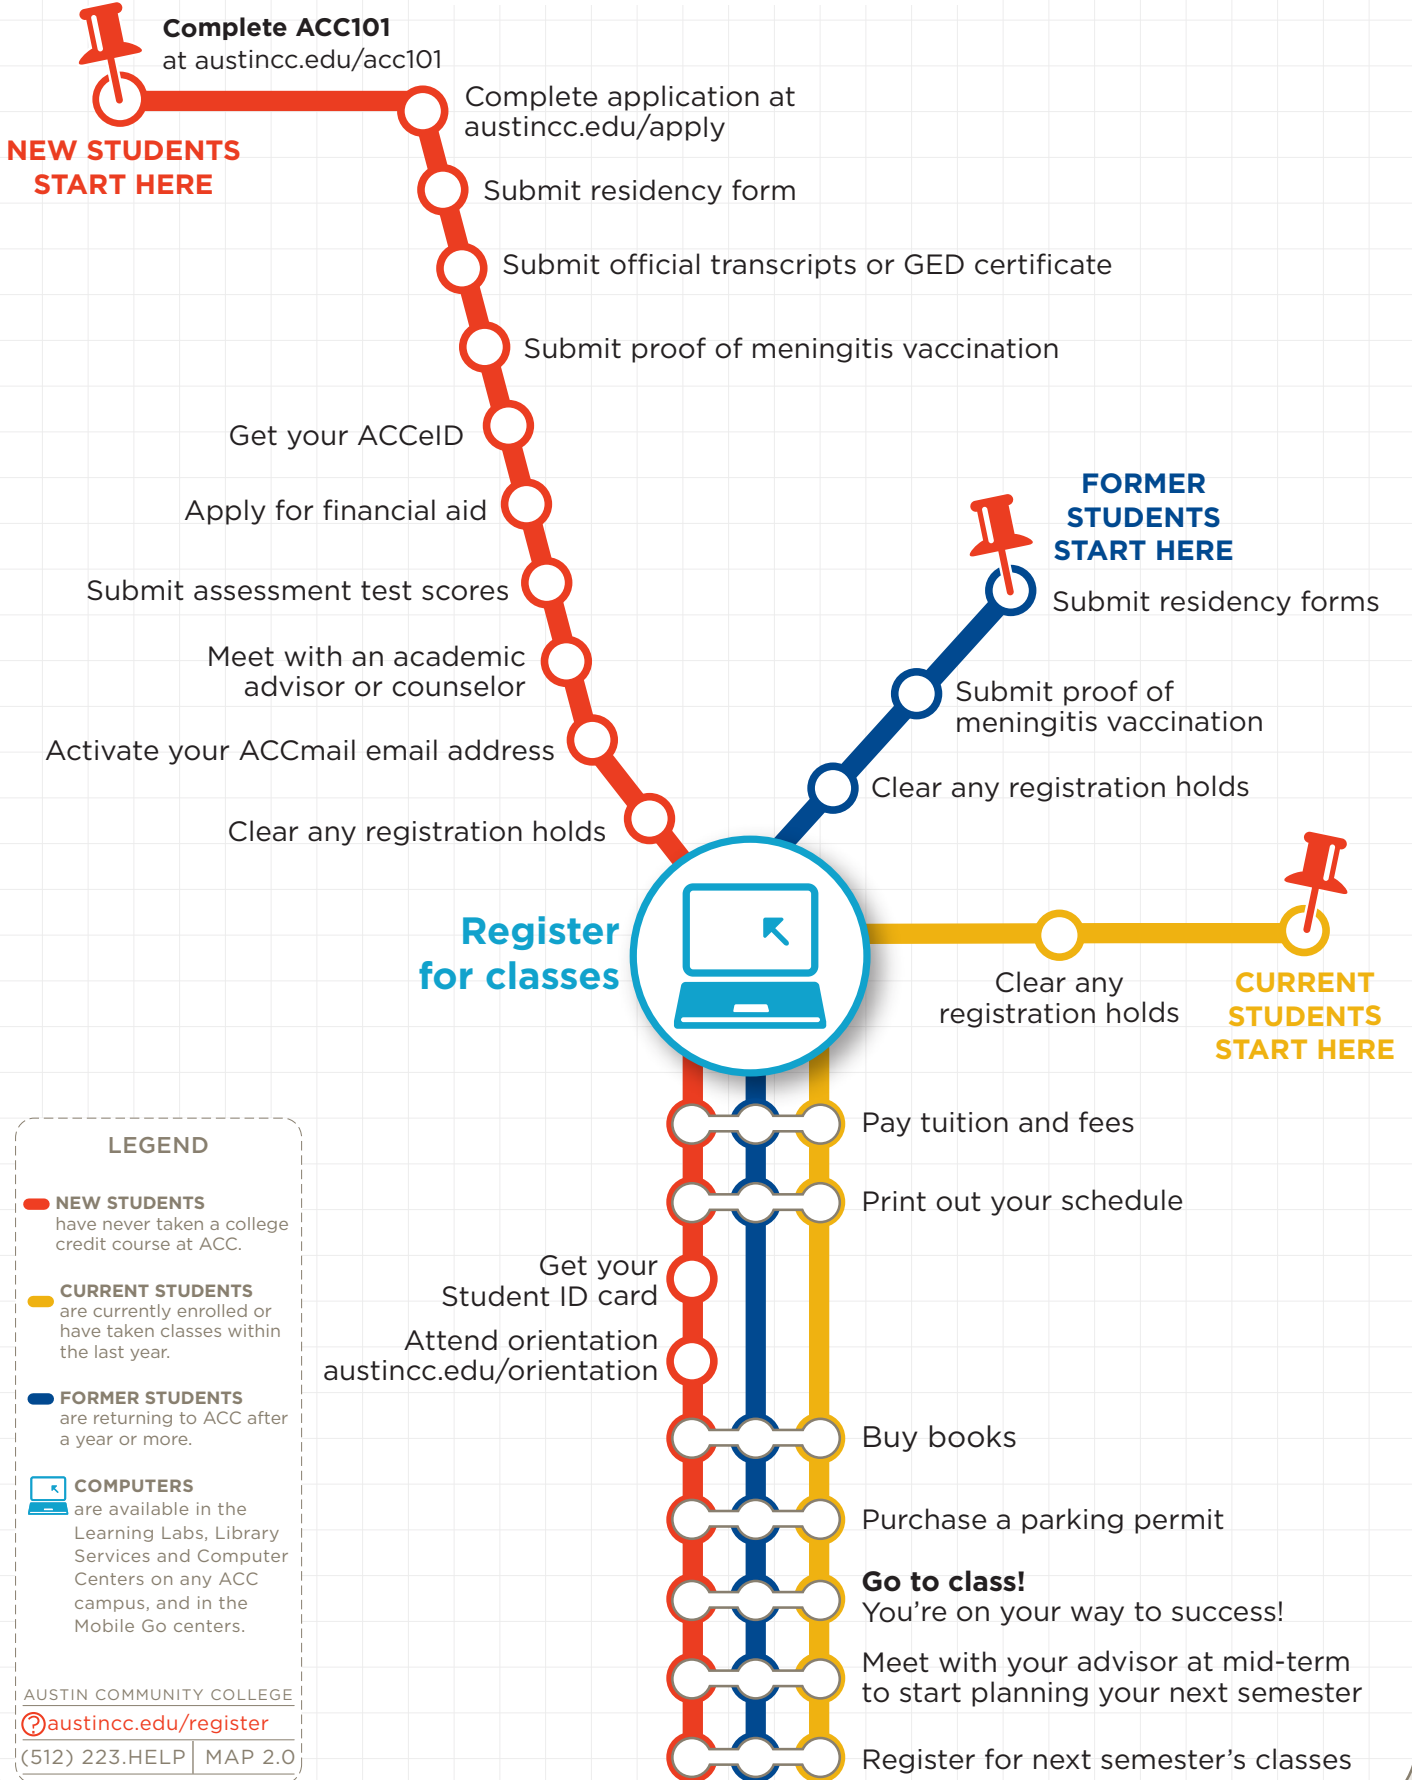 Complete ACC101
at austincc.edu/acc101
NEW STUDENTS
START HERE
Complete application at
austincc.edu/apply
Submit residency form
Submit official transcripts or GED certificate
Submit proof of meningitis vaccination
Get your ACCeID
Apply for financial aid
Submit assessment test scores
Meet with an academic
advisor or counselor
Activate your ACCmail email address
Clear any registration holds
FORMER
STUDENTS
START HERE
Submit residency forms
Submit proof of
meningitis vaccination
Clear any registration holds
Register
for classes
Clear any
registration holds
CURRENT
STUDENTS
START HERE
Pay tuition and fees
Print out your schedule
Get your
Student ID card
Attend orientation
austincc.edu/orientation
Buy books
Purchase a parking permit
Go to class!
You're on your way to success!
Meet with your advisor at mid-term
to start planning your next semester
Register for next semester's classes
LEGEND
NEW STUDENTS
have never taken a college
credit course at ACC.
CURRENT STUDENTS
are currently enrolled or
have taken classes within
the last year.
FORMER STUDENTS
are returning to ACC after
a year or more.
COMPUTERS
are available in the
Learning Labs, Library
Services and Computer
Centers on any ACC
campus, and in the
Mobile Go centers.
AUSTIN COMMUNITY COLLEGE
?austincc.edu/register
(512) 223.HELP MAP 2.0